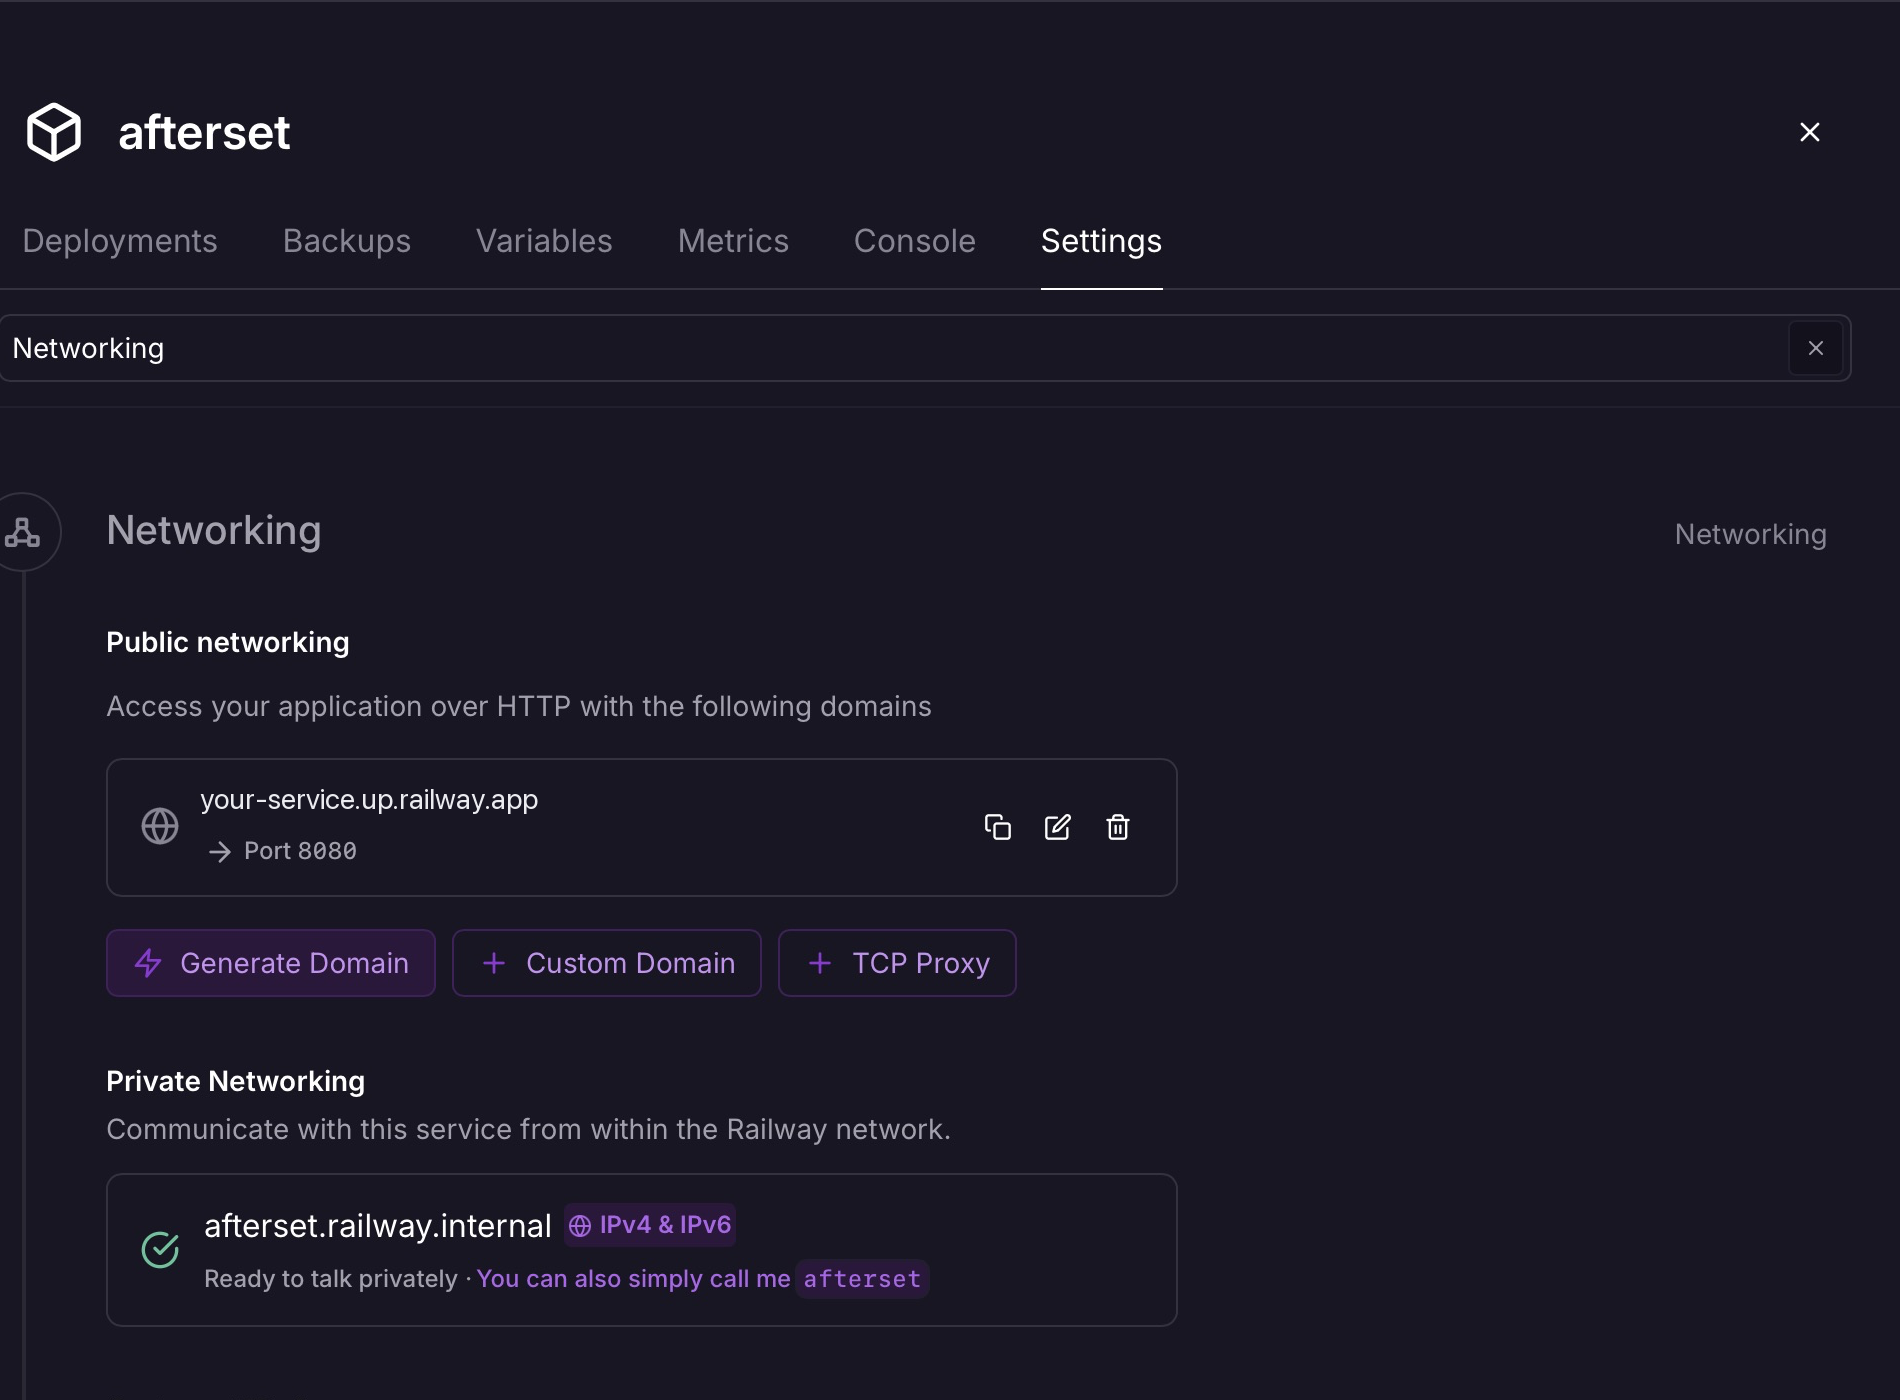 afterset
Deployments Backups Variables Metrics Console Settings
Networking
Networking
Networking
Public networking
Access your application over HTTP with the following domains
your-service.up.railway.app
Port 8080
Generate Domain Custom Domain TCP Proxy
Private Networking
Communicate with this service from within the Railway network.
afterset.railway.internal IPv4 & IPv6
Ready to talk privately · You can also simply call me afterset